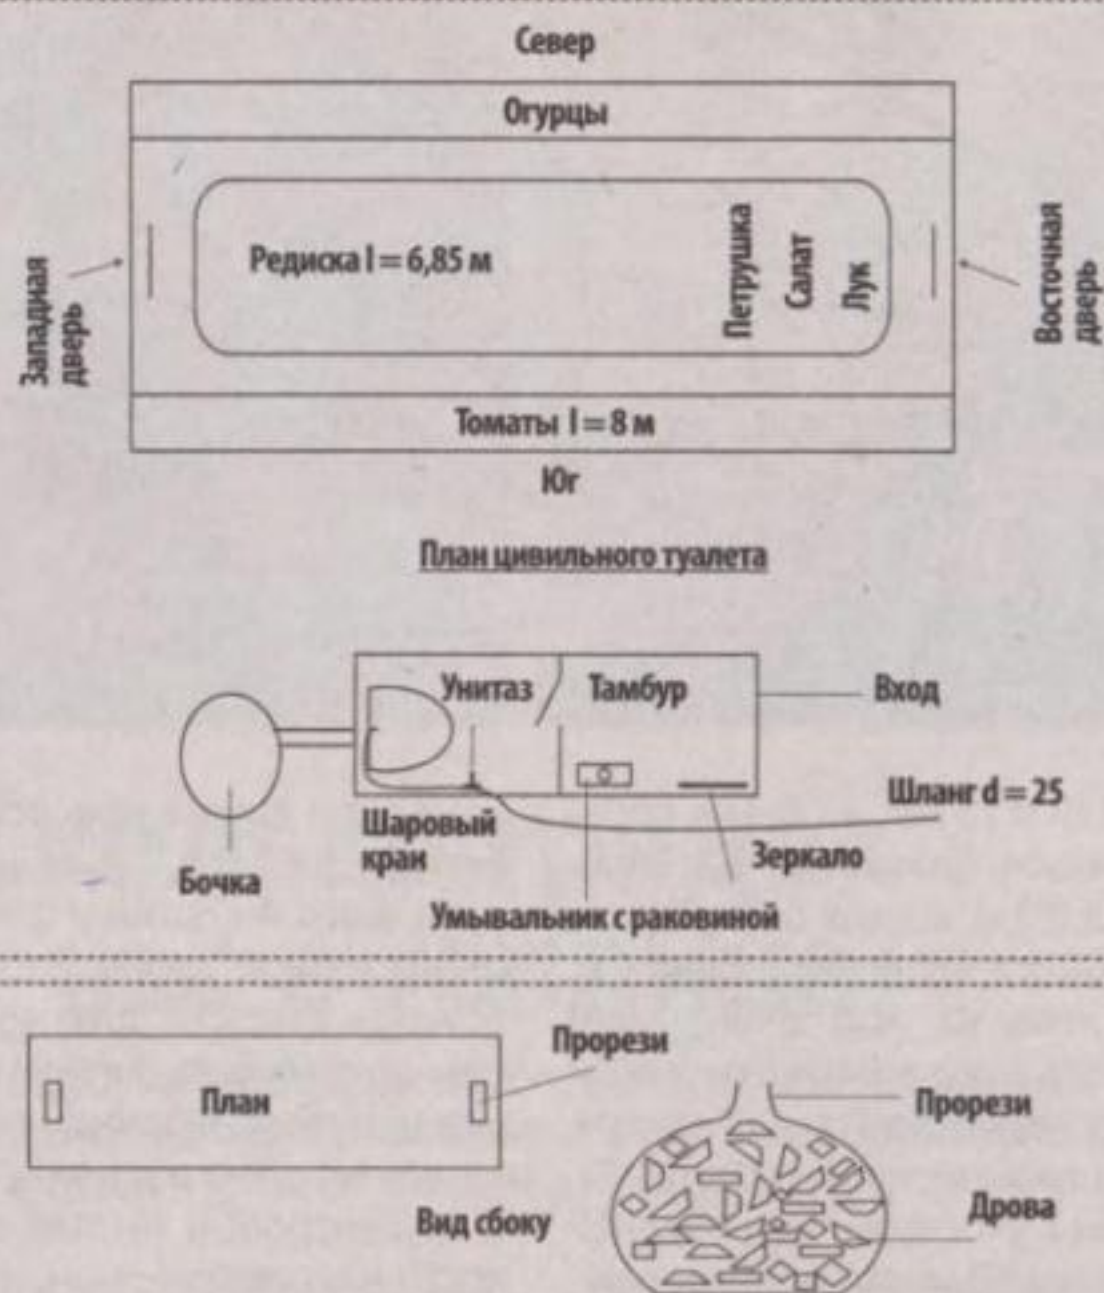 Север
Огурцы
Западная
дверь
Редиска l = 6,85 м
Петрушка
Салат
Лук
Восточная
дверь
Томаты l = 8 м
Юг
План цивильного туалета
Унитаз
Тамбур
Вход
Шланг d = 25
Шаровый
кран
Зеркало
Бочка
Умывальник с раковиной
Прорези
План
Прорези
Вид сбоку
Дрова